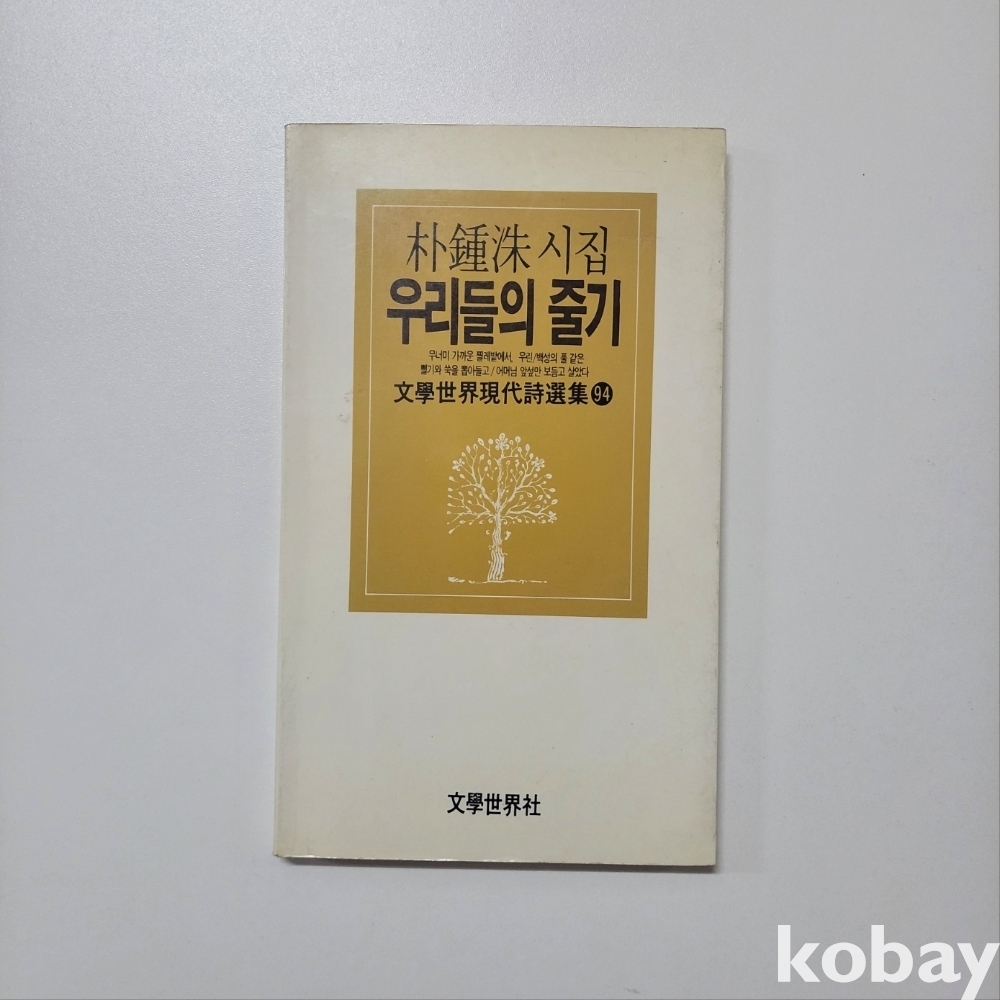 朴鍾洙 시집
우리들의 줄기
무너미 가까운 찔레밭에서, 우리/백성의 풀 같은
삘기와 쑥을 뽑아들고/어머님 앞섶만 보듬고 살았다
文學世界現代詩選集 94
文學世界社
kobay